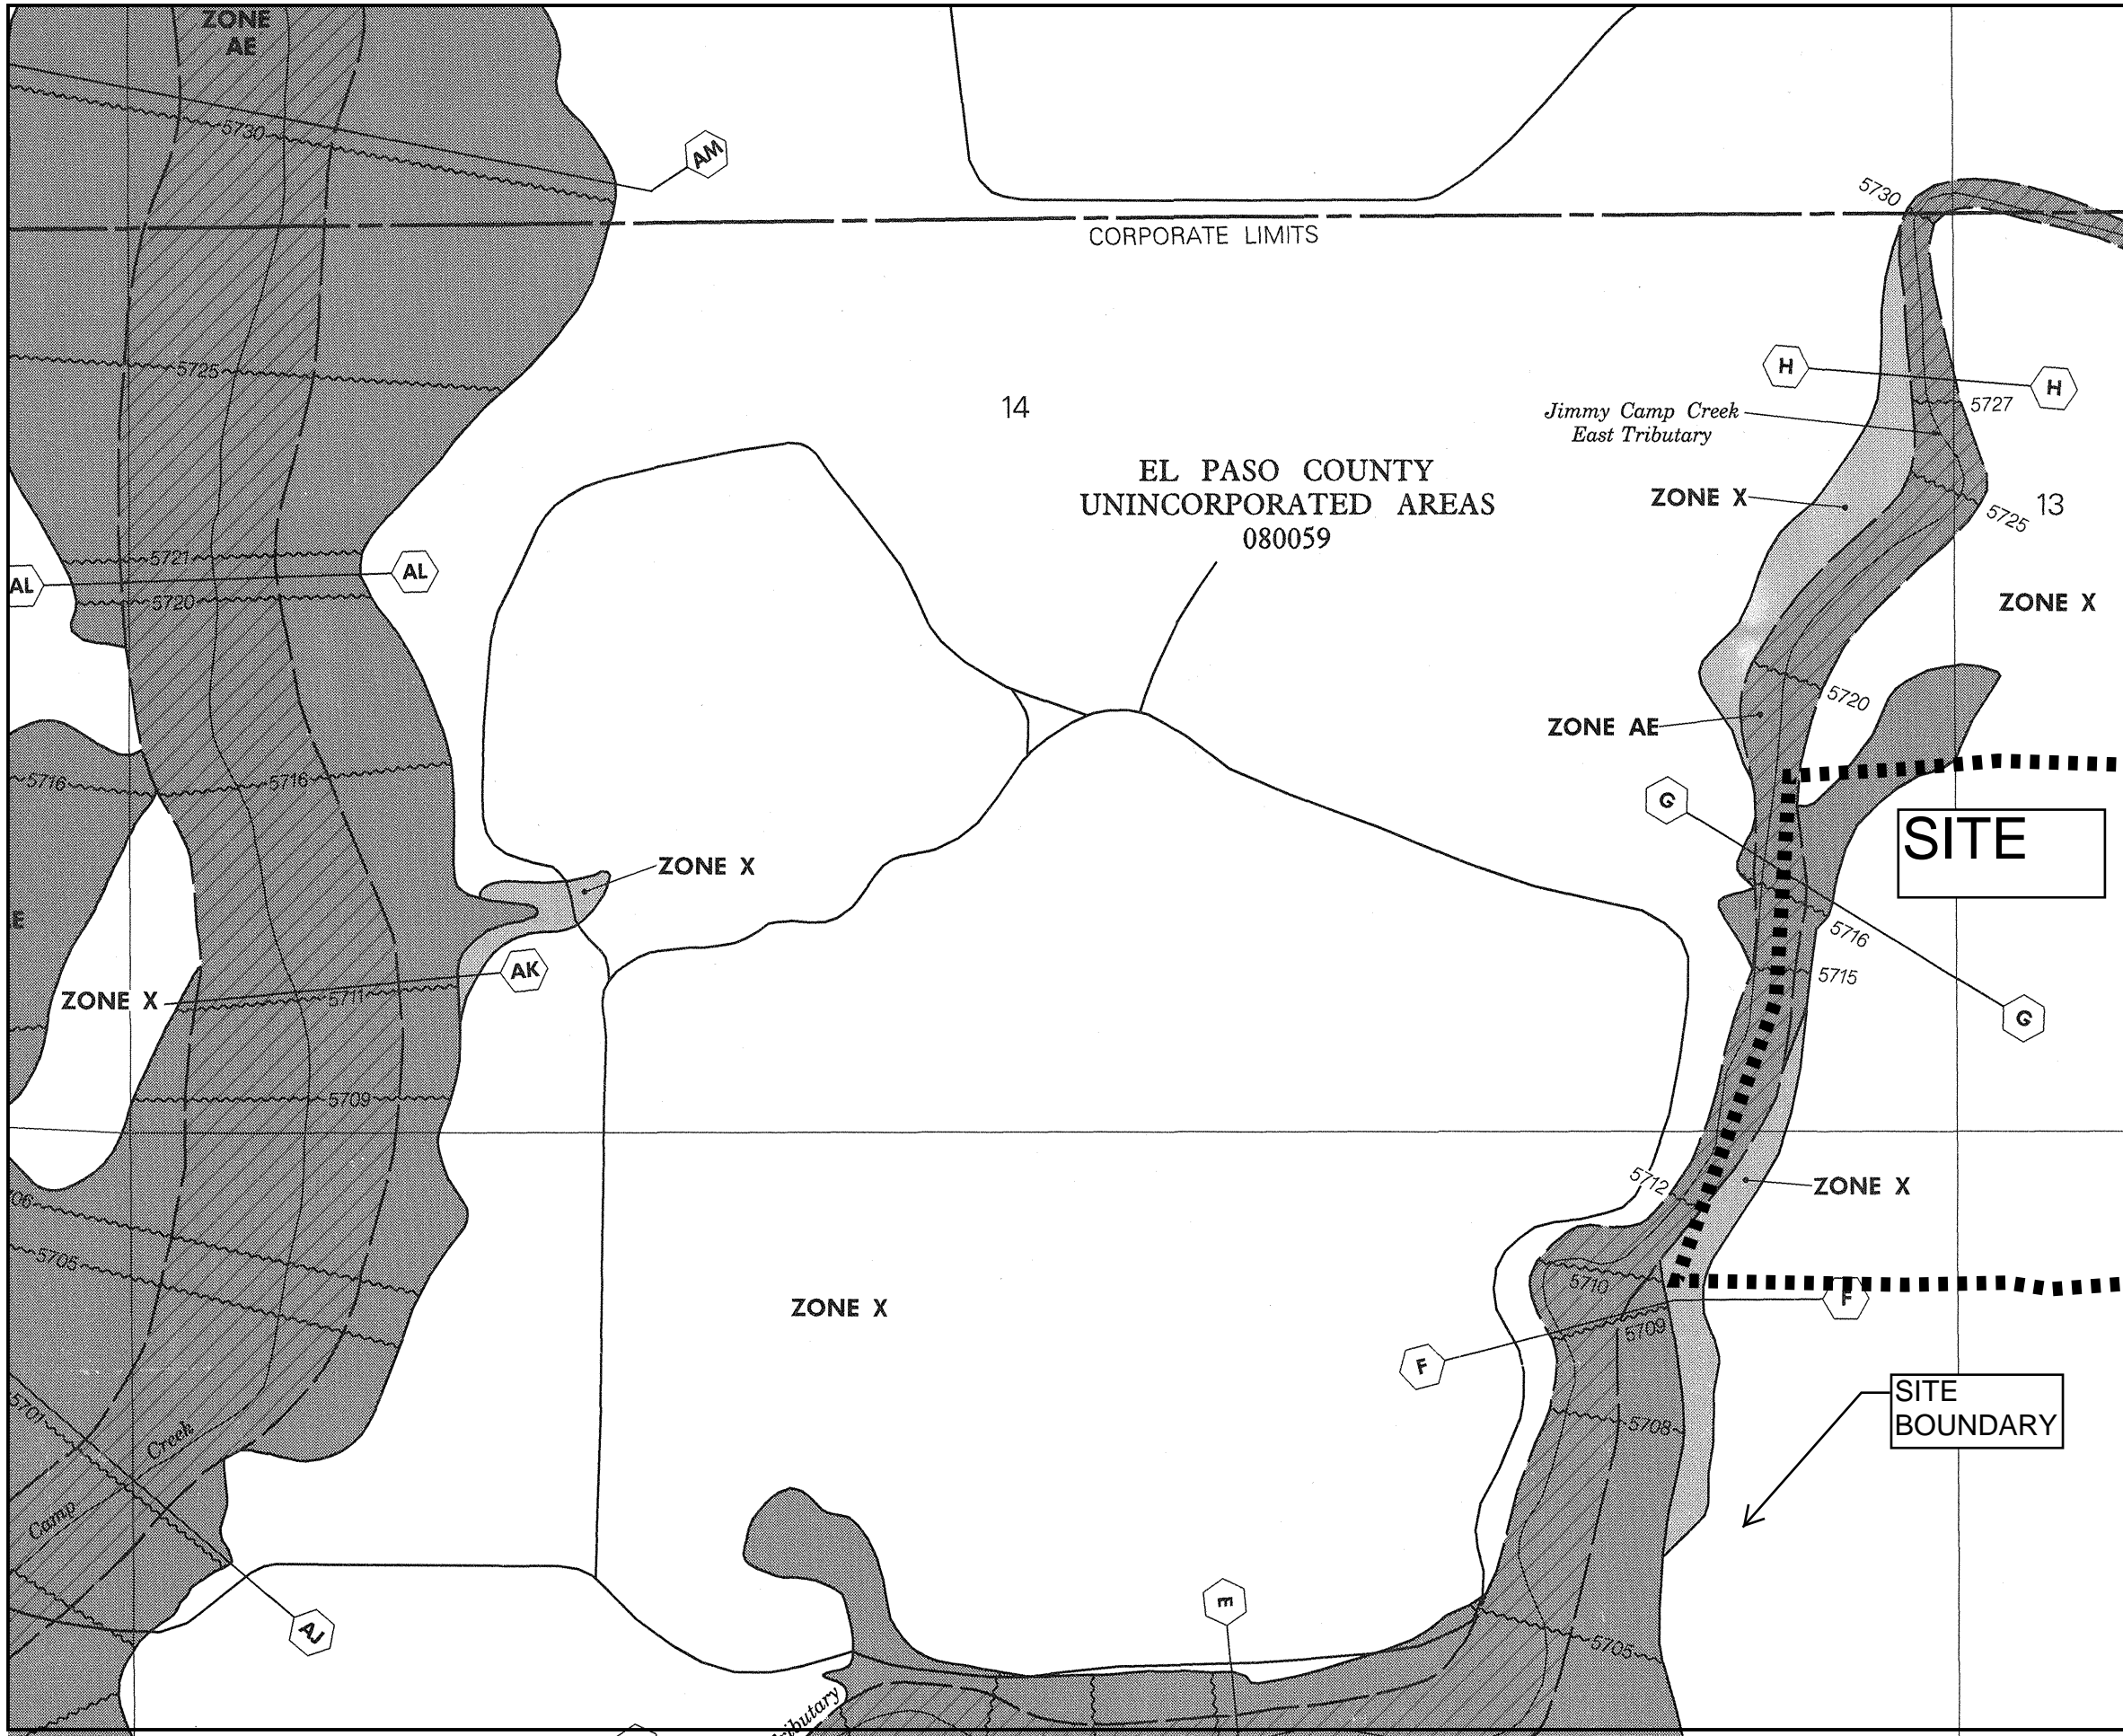 ZONE
AE
5730
AM
5730
CORPORATE LIMITS
5725
H
H
5727
14
Jimmy Camp Creek
East Tributary
EL PASO COUNTY
UNINCORPORATED AREAS
080059
ZONE X
13
5725
5721
AL
AL
5720
ZONE X
5720
ZONE AE
5716
5716
G
SITE
ZONE X
E
5716
AK
5715
ZONE X
5711
G
5709
5712
ZONE X
06
5705
5710
F
ZONE X
5709
F
SITE
BOUNDARY
5701
Creek
5708
Camp
E
AJ
5705
ributary